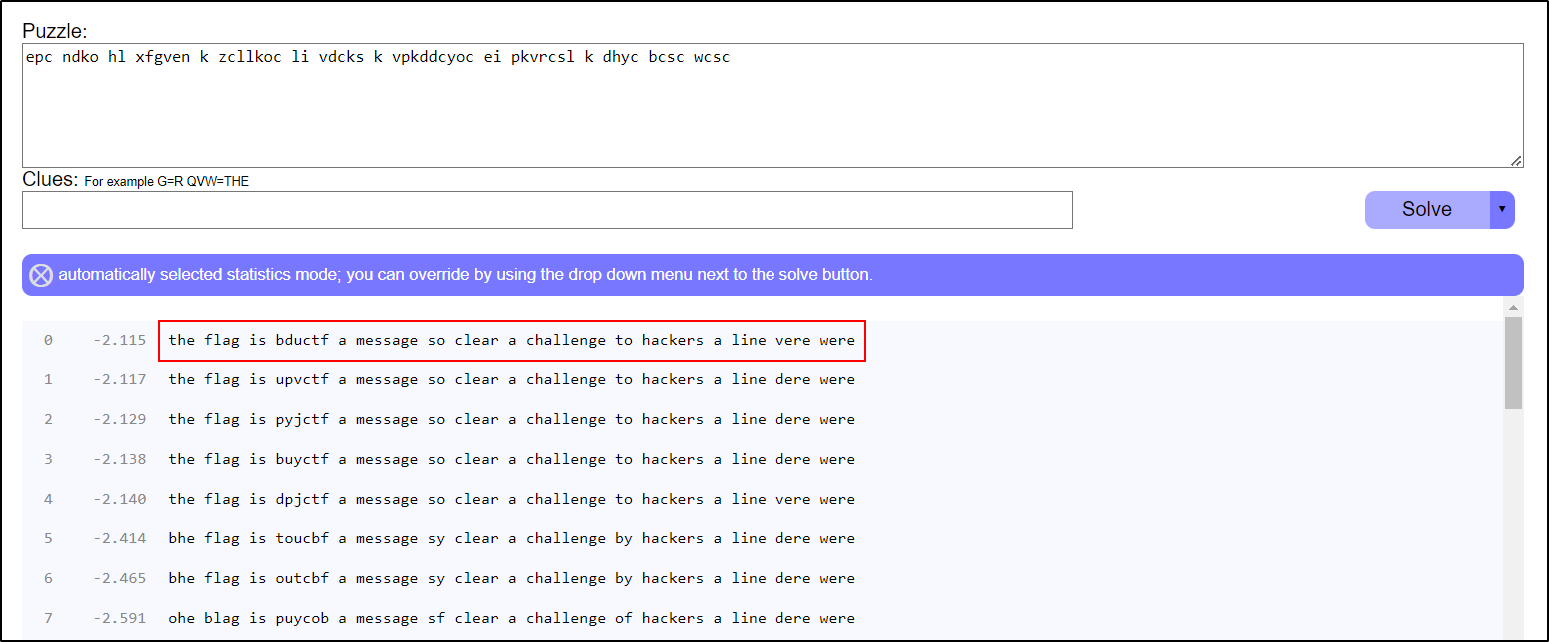 Puzzle:
epc ndko hl xfgven k zcllkoc li vdcks k vpkddcyoc ei pkvrcsl k dhyc bcsc wcsc
Clues: For example G=R QVW=THE
Solve
automatically selected statistics mode; you can override by using the drop down menu next to the solve button.
0 -2.115 the flag is bductf a message so clear a challenge to hackers a line vere were
1 -2.117 the flag is upvctf a message so clear a challenge to hackers a line dere were
2 -2.129 the flag is pyjctf a message so clear a challenge to hackers a line dere were
3 -2.138 the flag is buyctf a message so clear a challenge to hackers a line dere were
4 -2.140 the flag is dpjctf a message so clear a challenge to hackers a line vere were
5 -2.414 bhe flag is toucbf a message sy clear a challenge by hackers a line dere were
6 -2.465 bhe flag is outcbf a message sy clear a challenge by hackers a line dere were
7 -2.591 ohe blag is puycob a message sf clear a challenge of hackers a line dere were